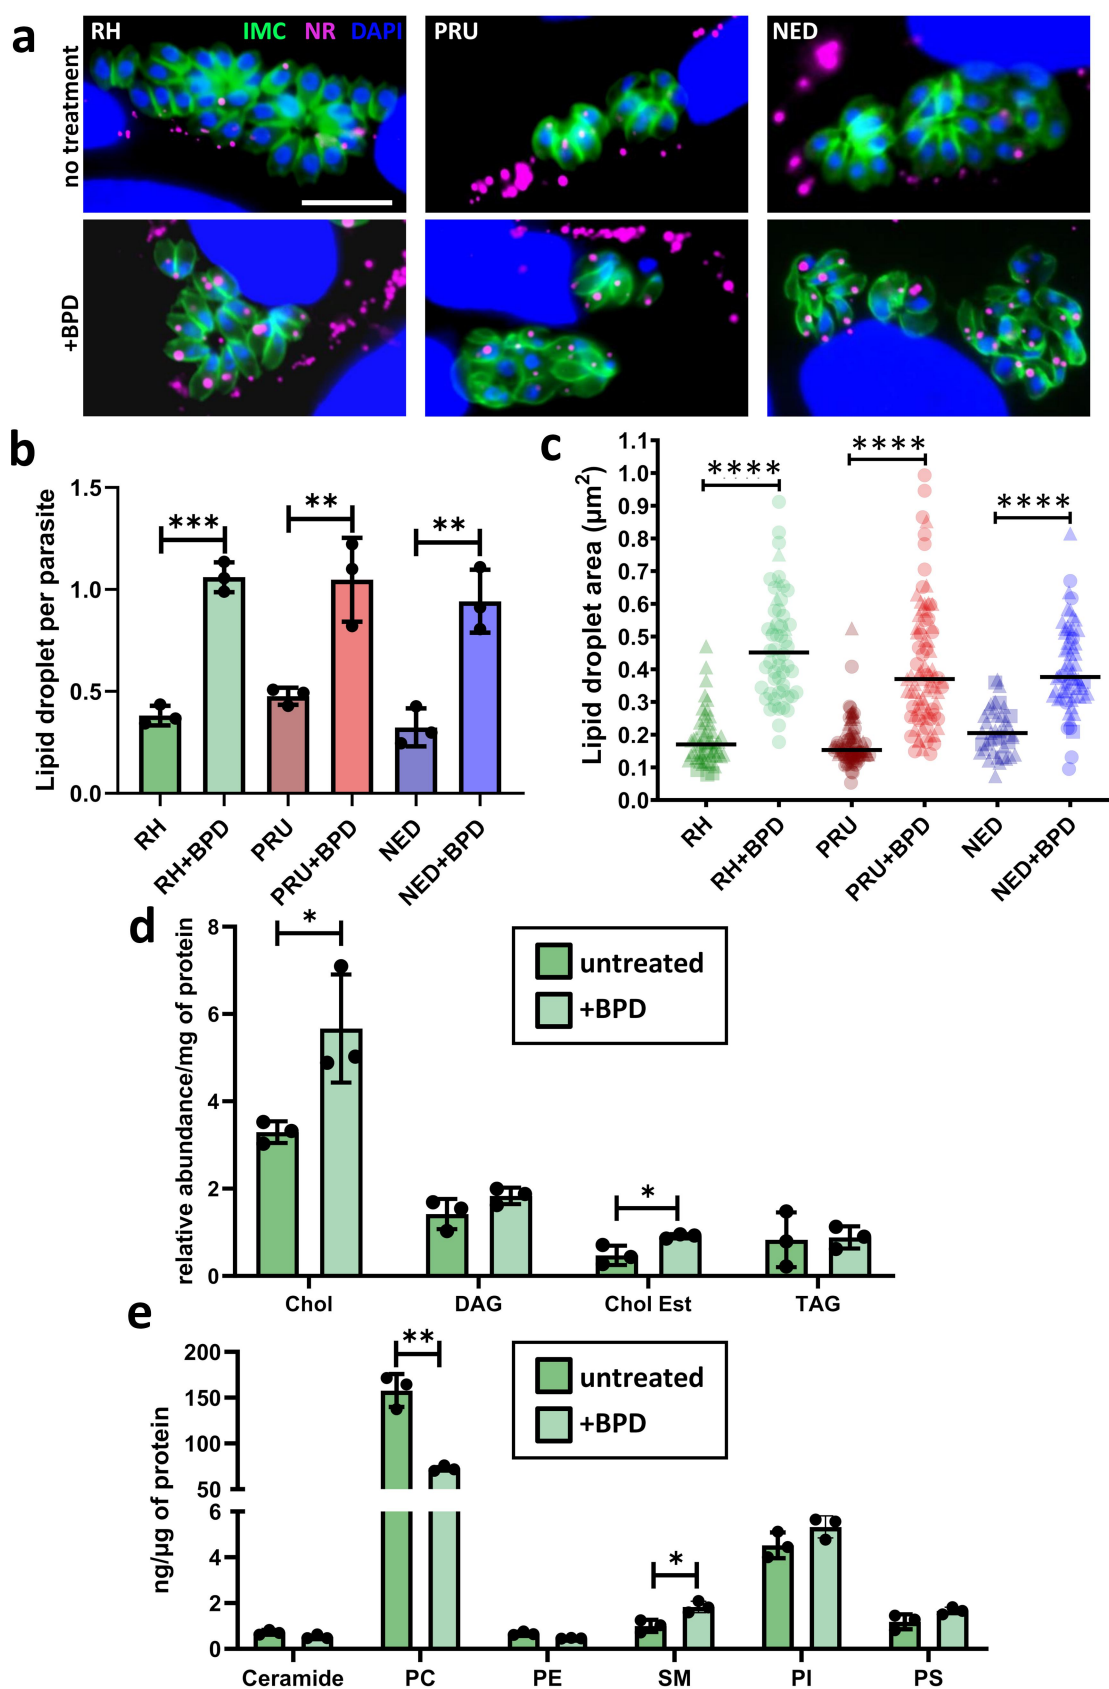 a
RH IMC NR DAPI
PRU
NED
no treatment
+BPD
b
Lipid droplet per parasite
1.5
1.0
0.5
0.0
***
**
**
RH
RH+BPD
PRU
PRU+BPD
NED
NED+BPD
c
Lipid droplet area (µm²)
1.1
1.0
0.9
0.8
0.7
0.6
0.5
0.4
0.3
0.2
0.1
0.0
****
****
****
RH
RH+BPD
PRU
PRU+BPD
NED
NED+BPD
d
relative abundance/mg of protein
8
6
4
2
0
*
*
untreated
+BPD
Chol
DAG
Chol Est
TAG
e
ng/µg of protein
200
150
100
50
6
4
2
0
**
*
untreated
+BPD
Ceramide
PC
PE
SM
PI
PS